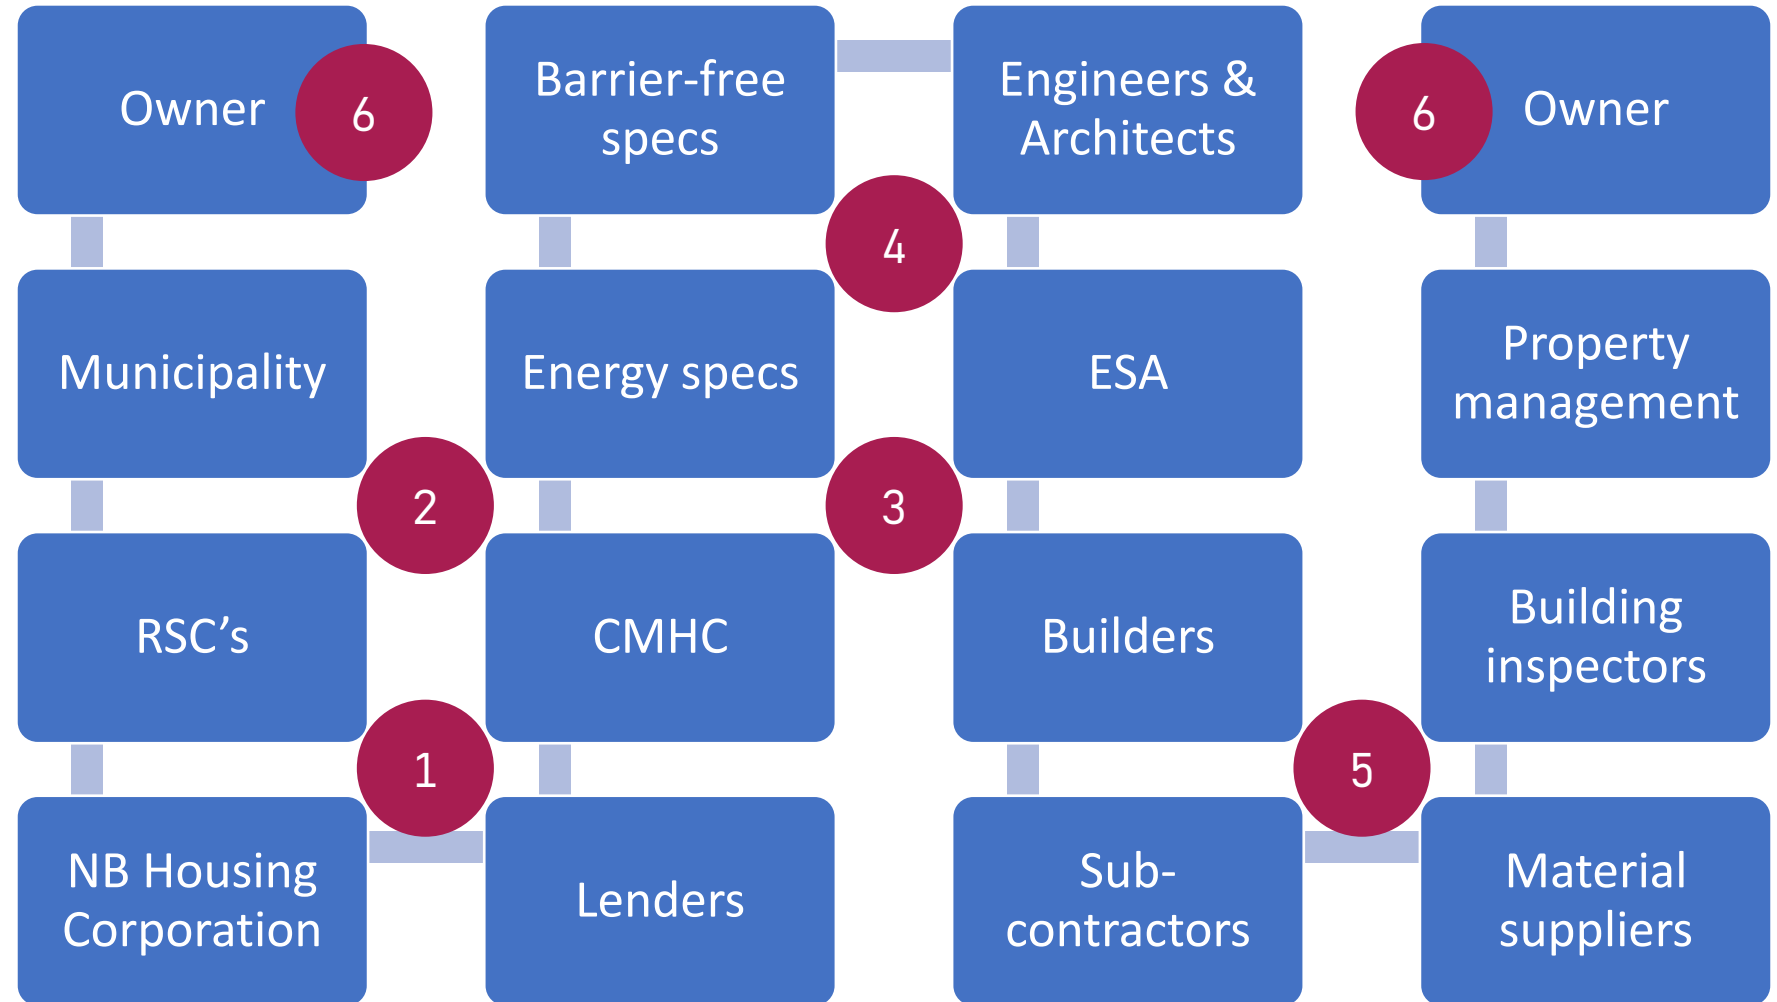 Owner
6
Barrier-free
specs
Engineers &
Architects
6
Owner
4
Municipality
Energy specs
ESA
Property
management
2
3
RSC’s
CMHC
Builders
Building
inspectors
1
5
NB Housing
Corporation
Lenders
Sub-
contractors
Material
suppliers